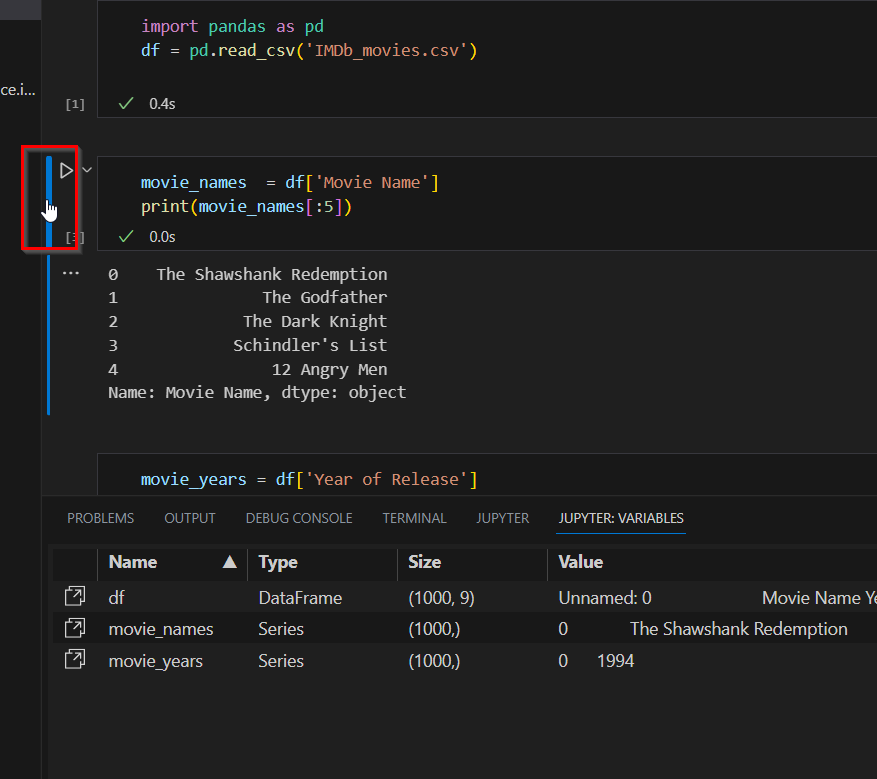 import pandas as pd
df = pd.read_csv('IMDb_movies.csv')
ce.i...
[1] 0.4s
movie_names  = df['Movie Name']
print(movie_names[:5])
[3] 0.0s
0    The Shawshank Redemption
1               The Godfather
2             The Dark Knight
3            Schindler's List
4                12 Angry Men
Name: Movie Name, dtype: object
movie_years = df['Year of Release']
PROBLEMS OUTPUT DEBUG CONSOLE TERMINAL JUPYTER JUPYTER: VARIABLES
Name Type Size Value
df DataFrame (1000, 9) Unnamed: 0 Movie Name Ye
movie_names Series (1000,) 0 The Shawshank Redemption
movie_years Series (1000,) 0 1994